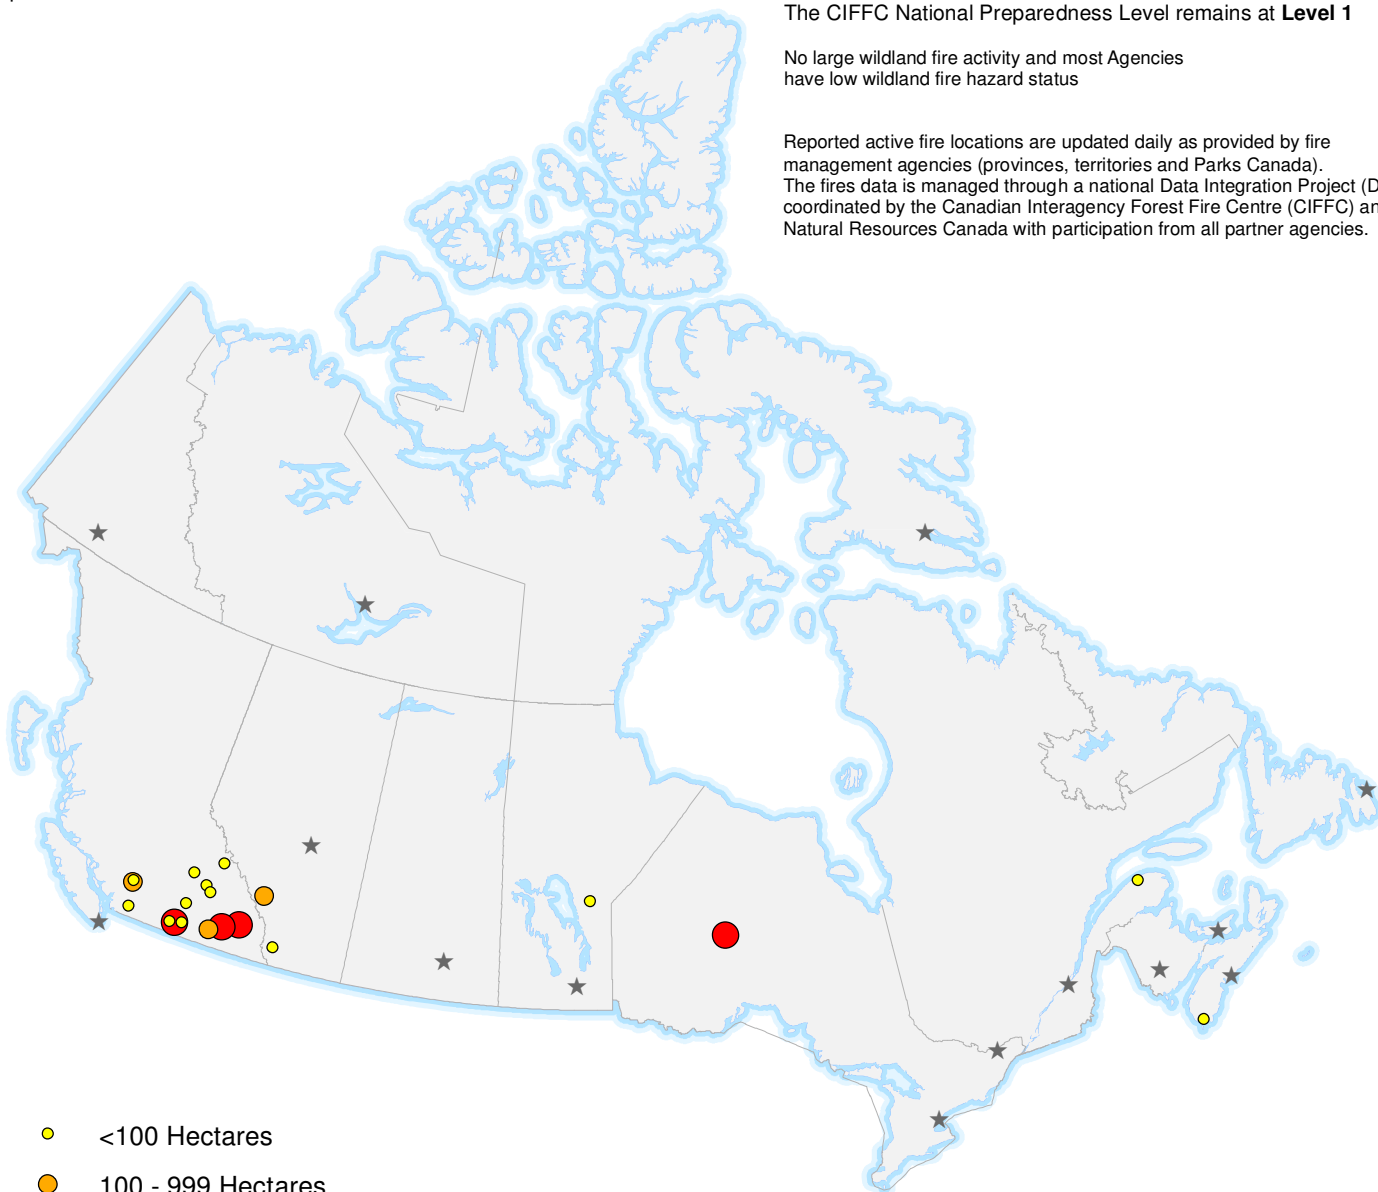 The CIFFC National Preparedness Level remains at Level 1
No large wildland fire activity and most Agencies
have low wildland fire hazard status
Reported active fire locations are updated daily as provided by fire
management agencies (provinces, territories and Parks Canada).
The fires data is managed through a national Data Integration Project (D
coordinated by the Canadian Interagency Forest Fire Centre (CIFFC) an
Natural Resources Canada with participation from all partner agencies.
<100 Hectares
100 - 999 Hectares